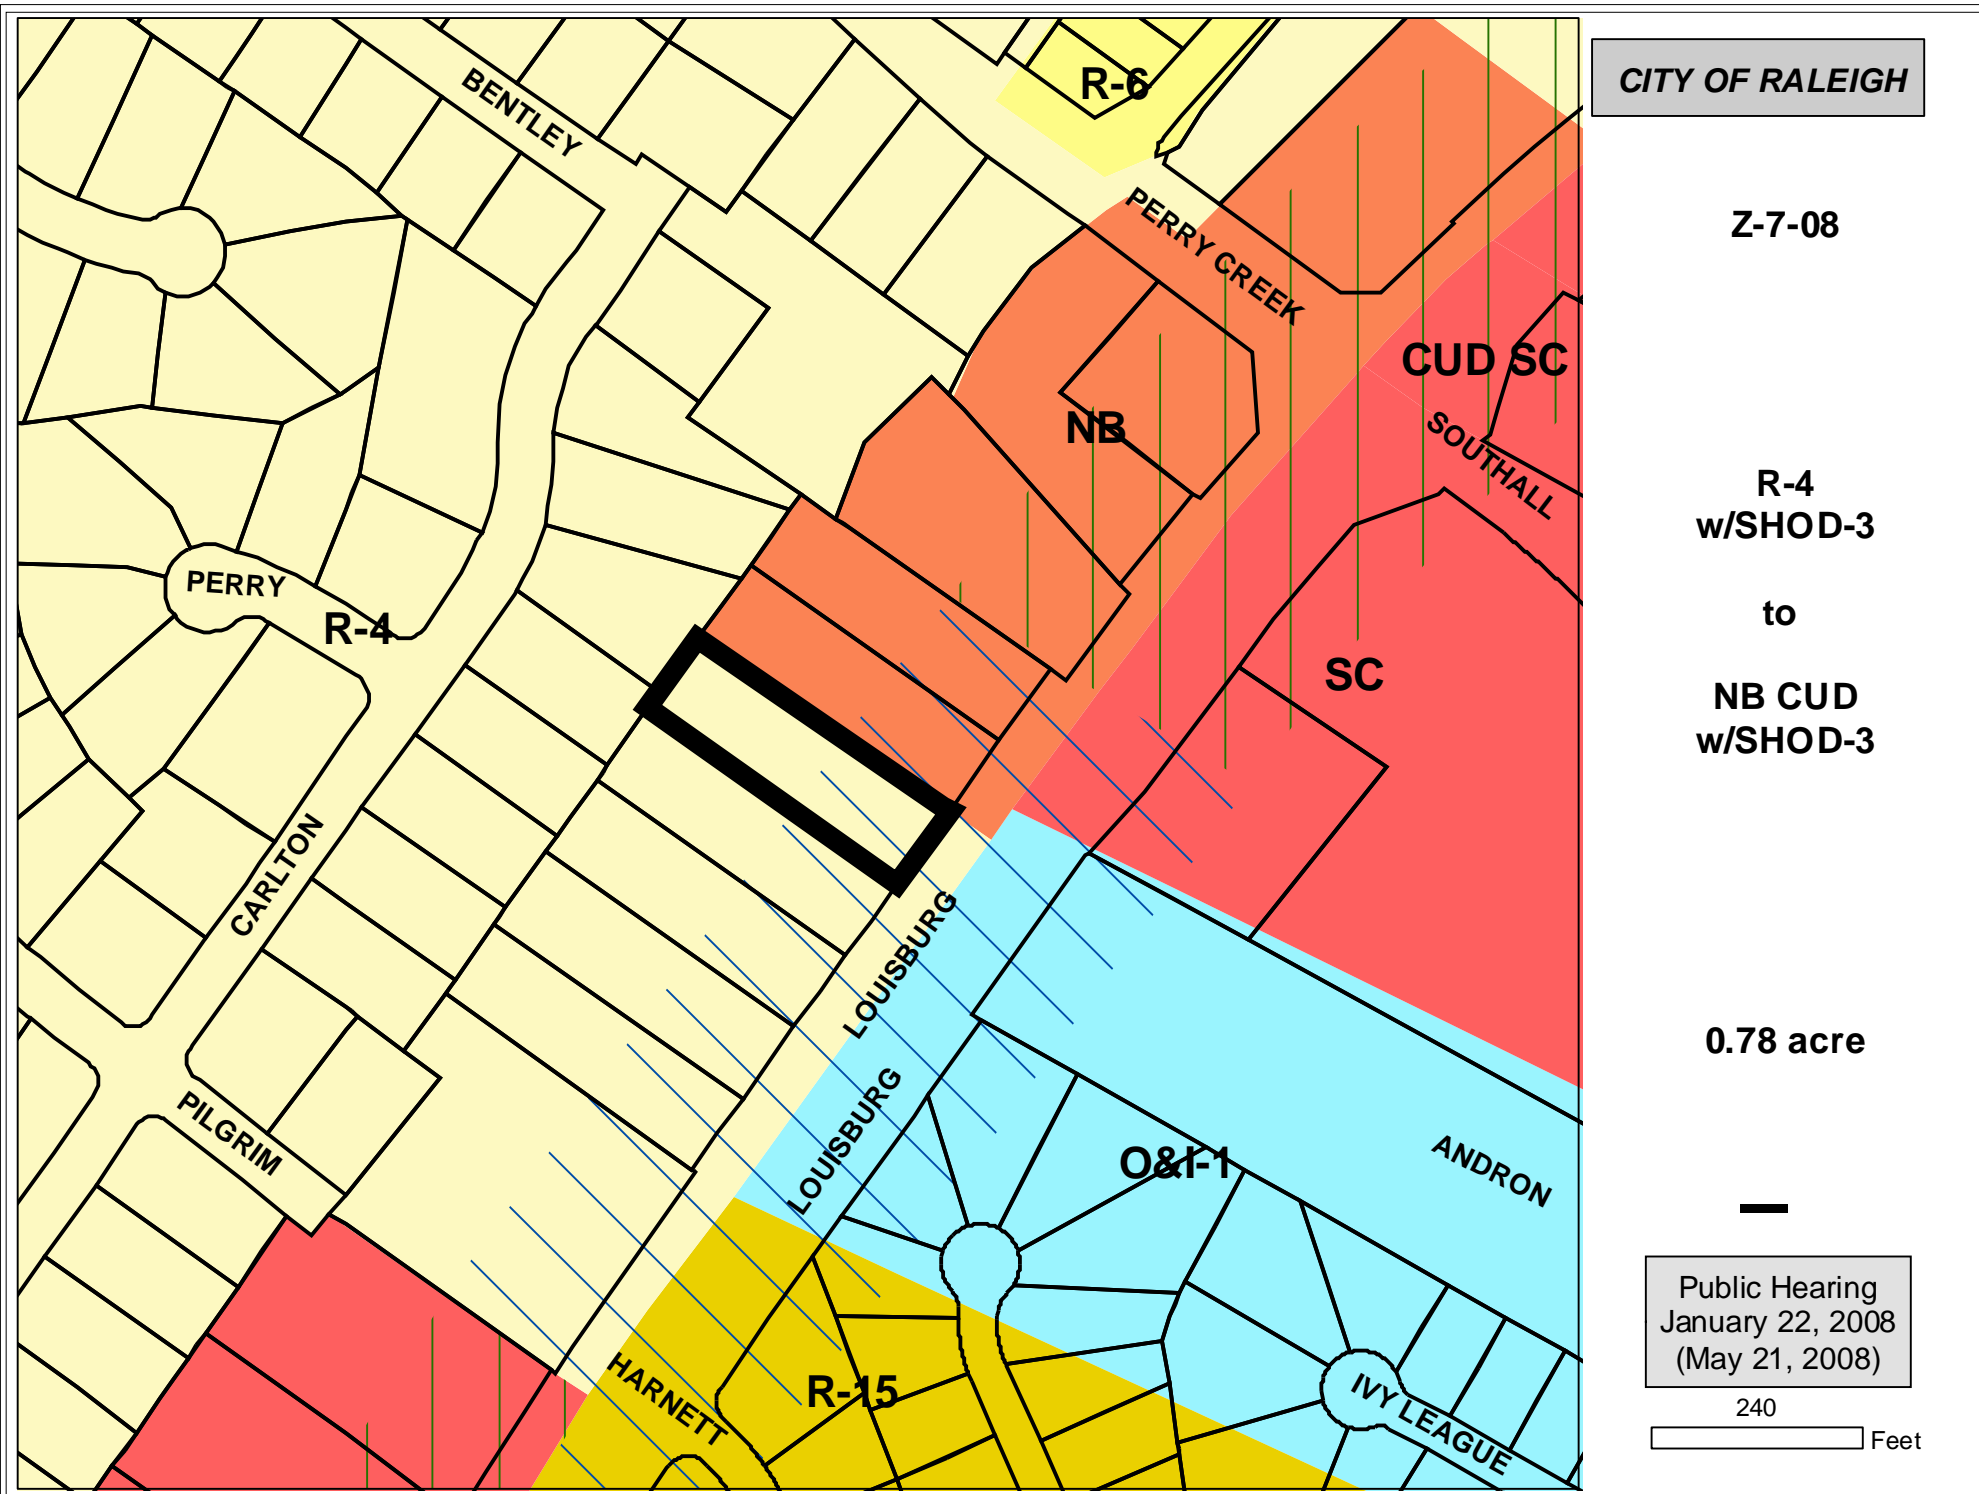 R-6
BENTLEY
PERRY CREEK
CUD SC
NB
SOUTHALL
PERRY
R-4
SC
CARLTON
LOUISBURG
LOUISBURG
PILGRIM
O&I-1
ANDRON
HARNETT
R-15
IVY LEAGUE
CITY OF RALEIGH
Z-7-08
R-4
w/SHOD-3
to
NB CUD
w/SHOD-3
0.78 acre
Public Hearing
January 22, 2008
(May 21, 2008)
240
Feet